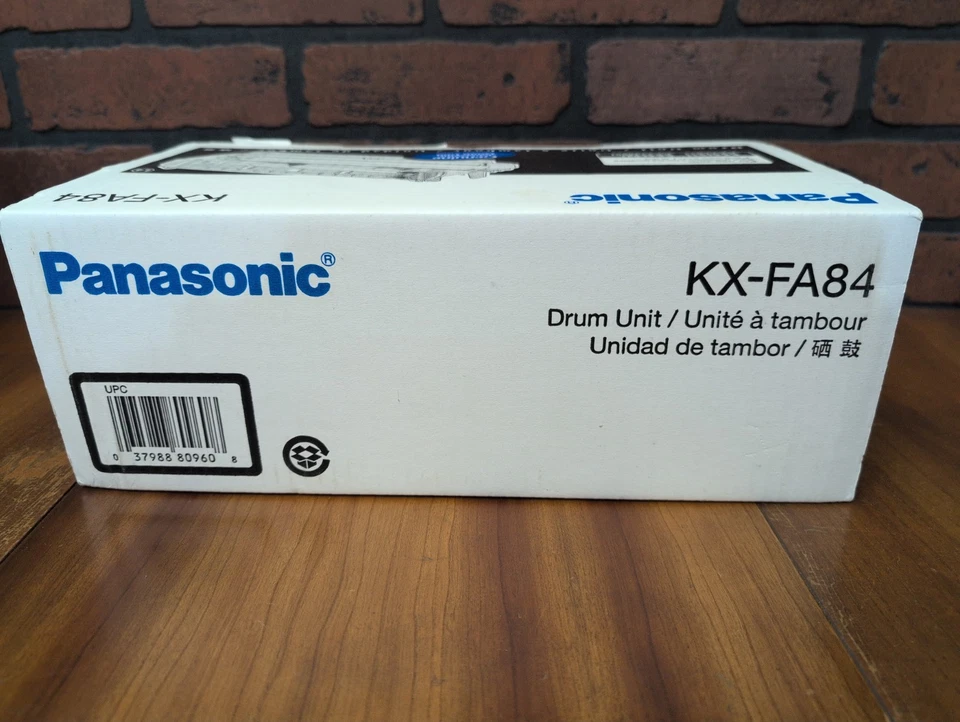 KX-FA84
Panasonic®
Panasonic®
KX-FA84
Drum Unit / Unité à tambour
Unidad de tambor / 硒鼓
UPC
0 37988 80960 8